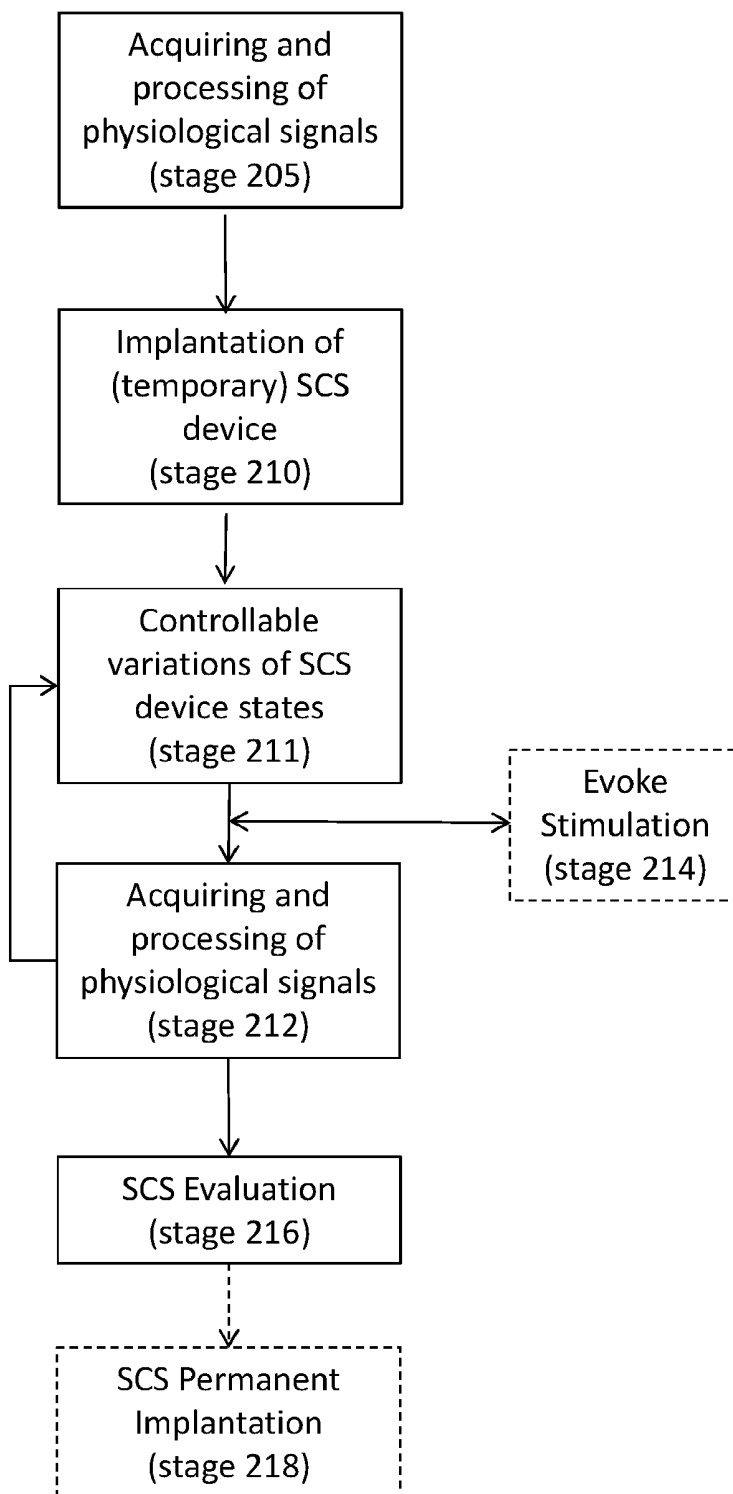 Acquiring and
processing of
physiological signals
(stage 205)
Implantation of
(temporary) SCS
device
(stage 210)
Controllable
variations of SCS
device states
(stage 211)
Evoke
Stimulation
(stage 214)
Acquiring and
processing of
physiological signals
(stage 212)
SCS Evaluation
(stage 216)
SCS Permanent
Implantation
(stage 218)